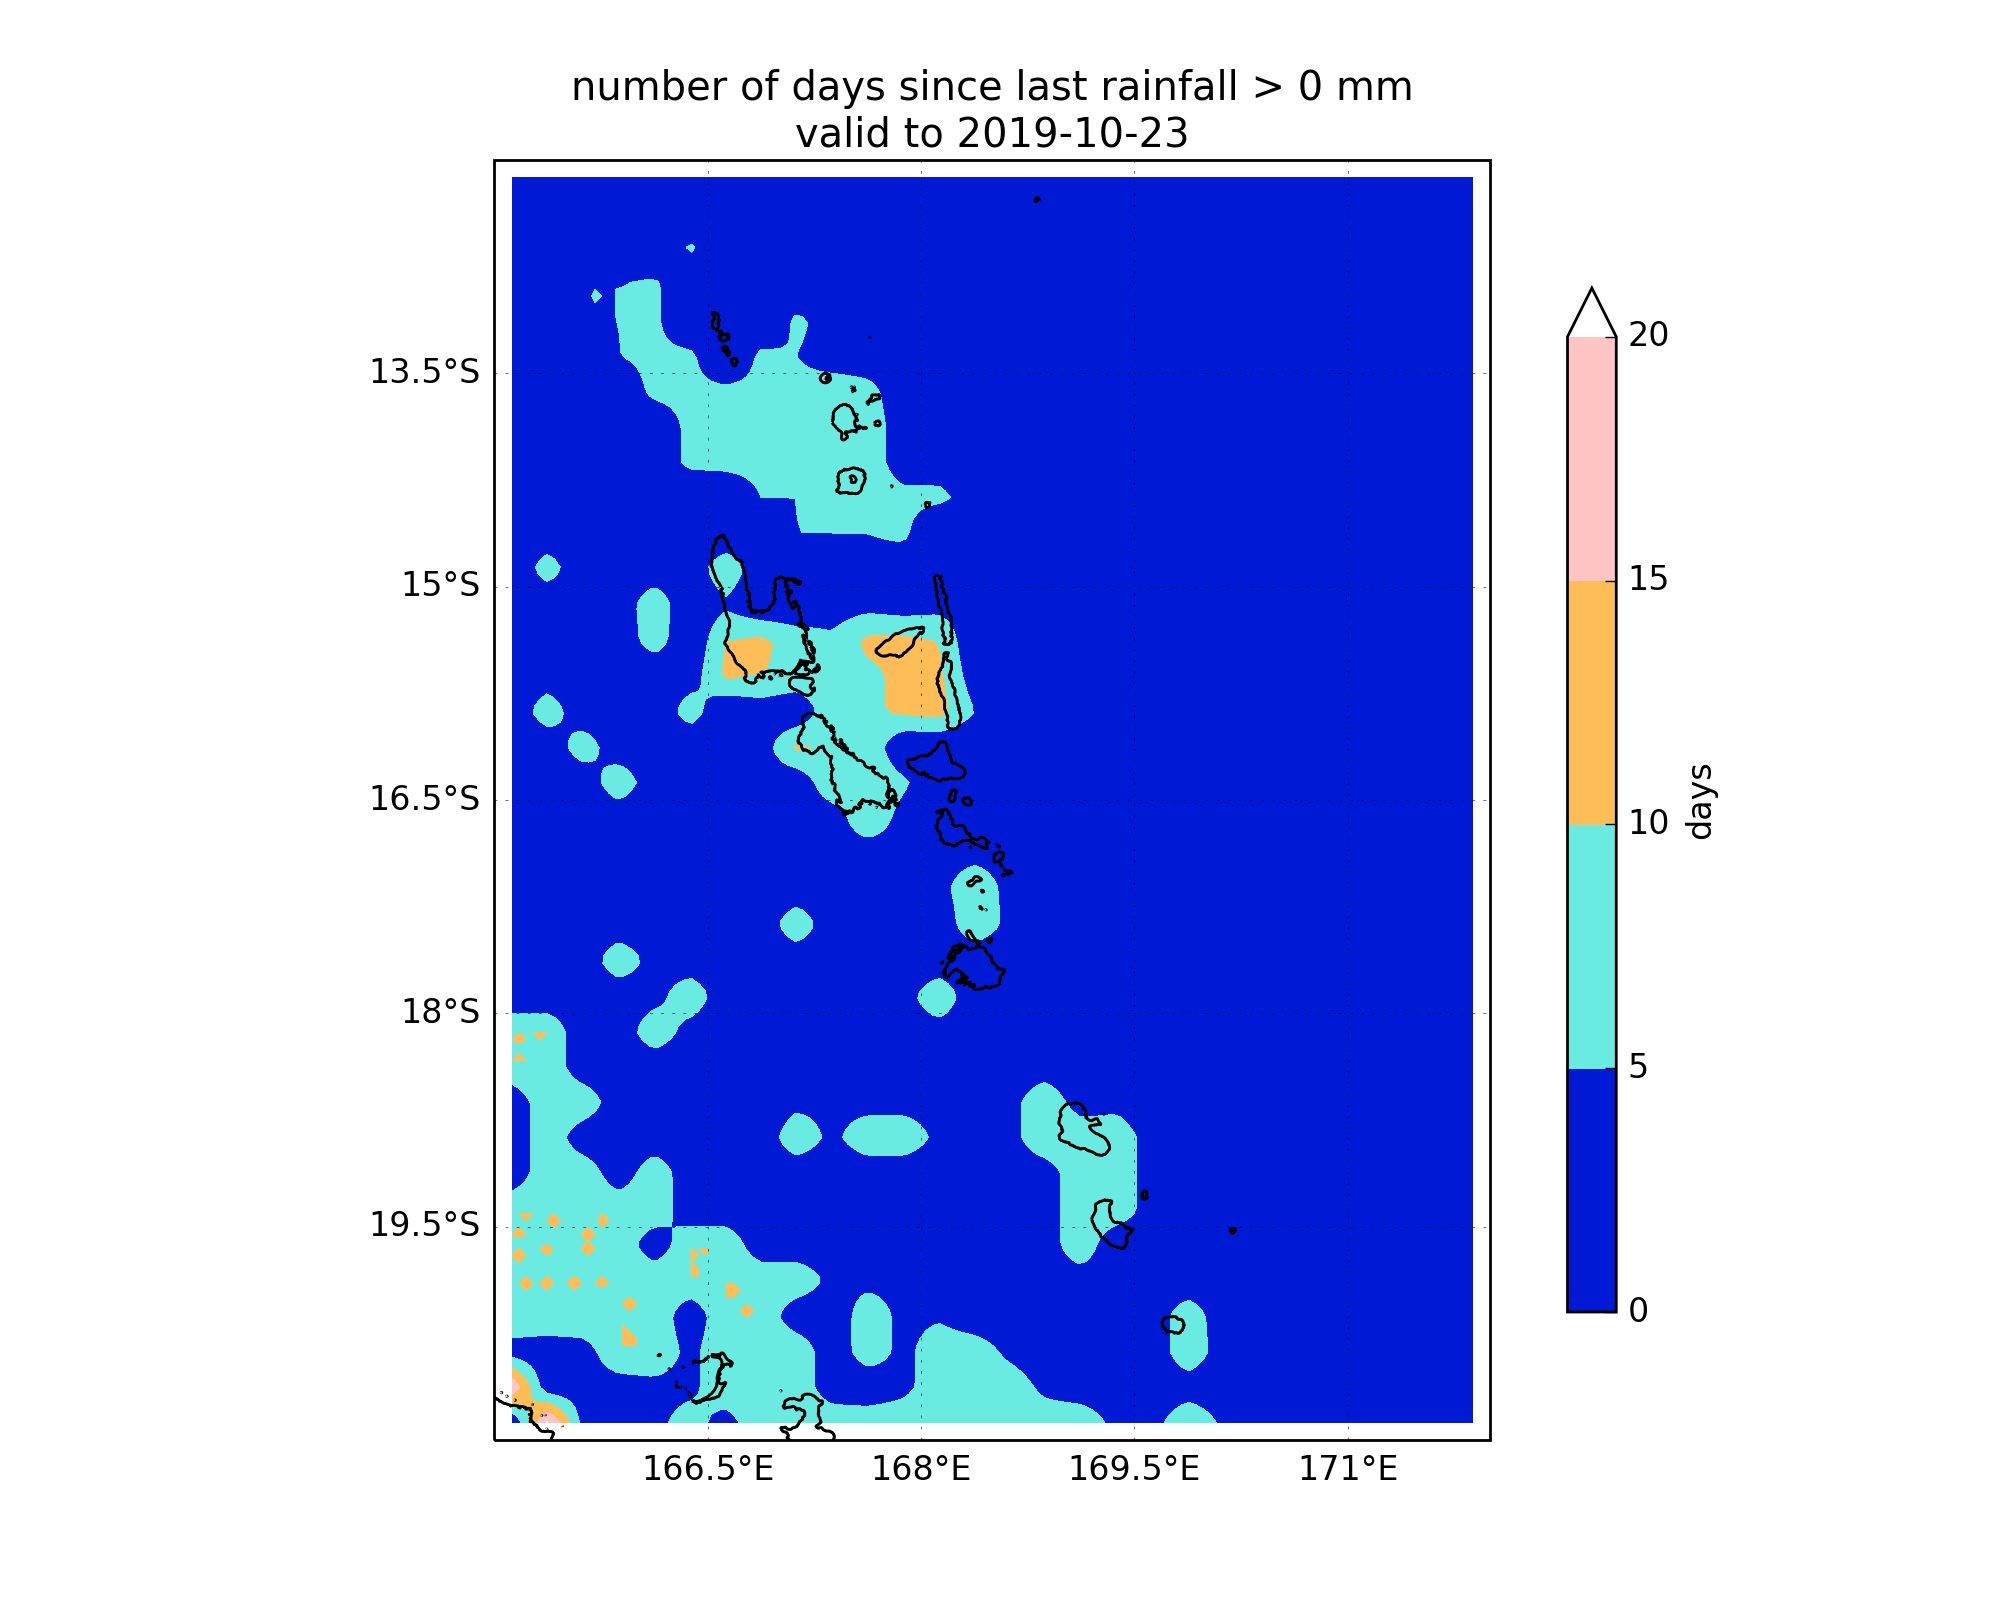 number of days since last rainfall > 0 mm
valid to 2019-10-23
13.5°S
15°S
16.5°S
18°S
19.5°S
166.5°E
168°E
169.5°E
171°E
20
15
10
5
0
days